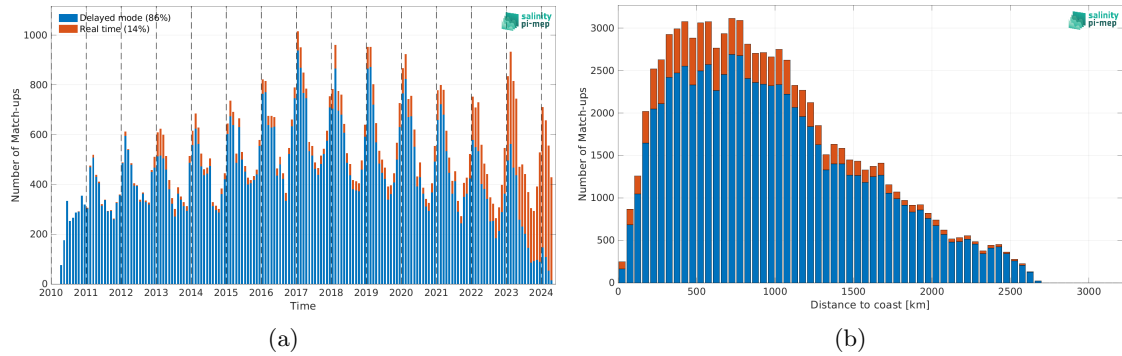 Delayed mode (86%)
Real time (14%)
salinity
pi-mep
Number of Match-ups
1000
800
600
400
200
0
2010 2011 2012 2013 2014 2015 2016 2017 2018 2019 2020 2021 2022 2023 2024
Time
(a)
salinity
pi-mep
Number of Match-ups
3000
2500
2000
1500
1000
500
0
0 500 1000 1500 2000 2500 3000
Distance to coast [km]
(b)